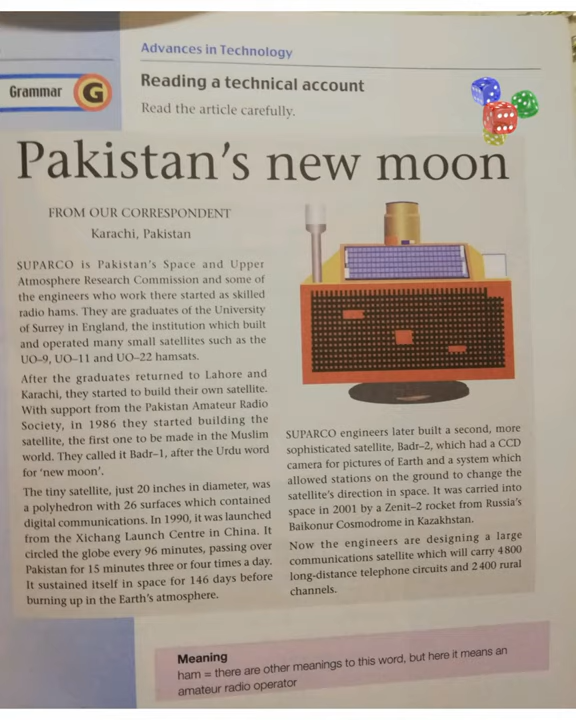 Advances in Technology
Grammar G
Reading a technical account
Read the article carefully.
Pakistan's new moon
FROM OUR CORRESPONDENT
Karachi, Pakistan
SUPARCO is Pakistan's Space and Upper
Atmosphere Research Commission and some of
the engineers who work there started as skilled
radio hams. They are graduates of the University
of Surrey in England, the institution which built
and operated many small satellites such as the
UO–9, UO–11 and UO–22 hamsats.
After the graduates returned to Lahore and
Karachi, they started to build their own satellite.
With support from the Pakistan Amateur Radio
Society, in 1986 they started building the
satellite, the first one to be made in the Muslim
world. They called it Badr–1, after the Urdu word
for 'new moon'.
The tiny satellite, just 20 inches in diameter, was
a polyhedron with 26 surfaces which contained
digital communications. In 1990, it was launched
from the Xichang Launch Centre in China. It
circled the globe every 96 minutes, passing over
Pakistan for 15 minutes three or four times a day.
It sustained itself in space for 146 days before
burning up in the Earth's atmosphere.
SUPARCO engineers later built a second, more
sophisticated satellite, Badr–2, which had a CCD
camera for pictures of Earth and a system which
allowed stations on the ground to change the
satellite's direction in space. It was carried into
space in 2001 by a Zenit–2 rocket from Russia's
Baikonur Cosmodrome in Kazakhstan.
Now the engineers are designing a large
communications satellite which will carry 4800
long-distance telephone circuits and 2400 rural
channels.
Meaning
ham = there are other meanings to this word, but here it means an
amateur radio operator